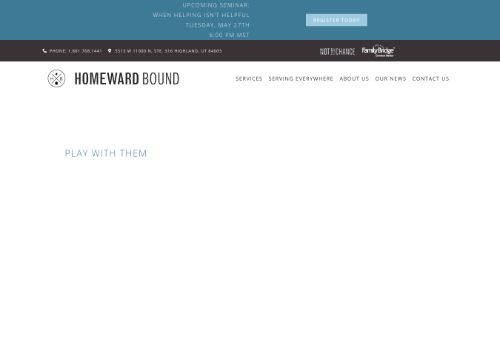 UPCOMING SEMINAR:
WHEN HELPING ISN'T HELPFUL
TUESDAY, MAY 27TH
6:00 PM MST
REGISTER TODAY
PHONE: 1.801.768.1441
5513 W 11000 N, STE. 316 HIGHLAND, UT 84003
NOT BY CHANCE
FamilyBridge
HOMEWARD BOUND
SERVICES SERVING EVERYWHERE ABOUT US OUR NEWS CONTACT US
PLAY WITH THEM